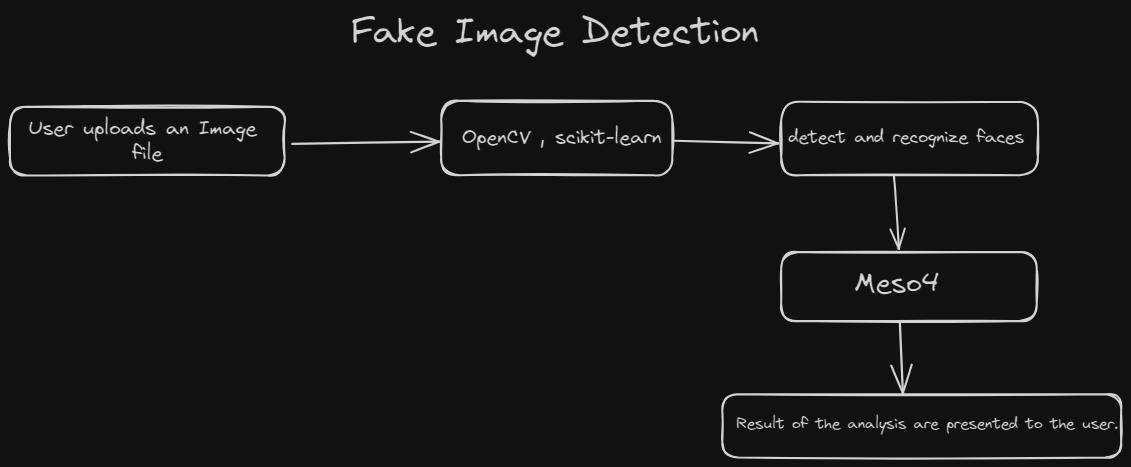 Fake Image Detection
User uploads an Image
file
OpenCV , scikit-learn
detect and recognize faces
Meso4
Result of the analysis are presented to the user.